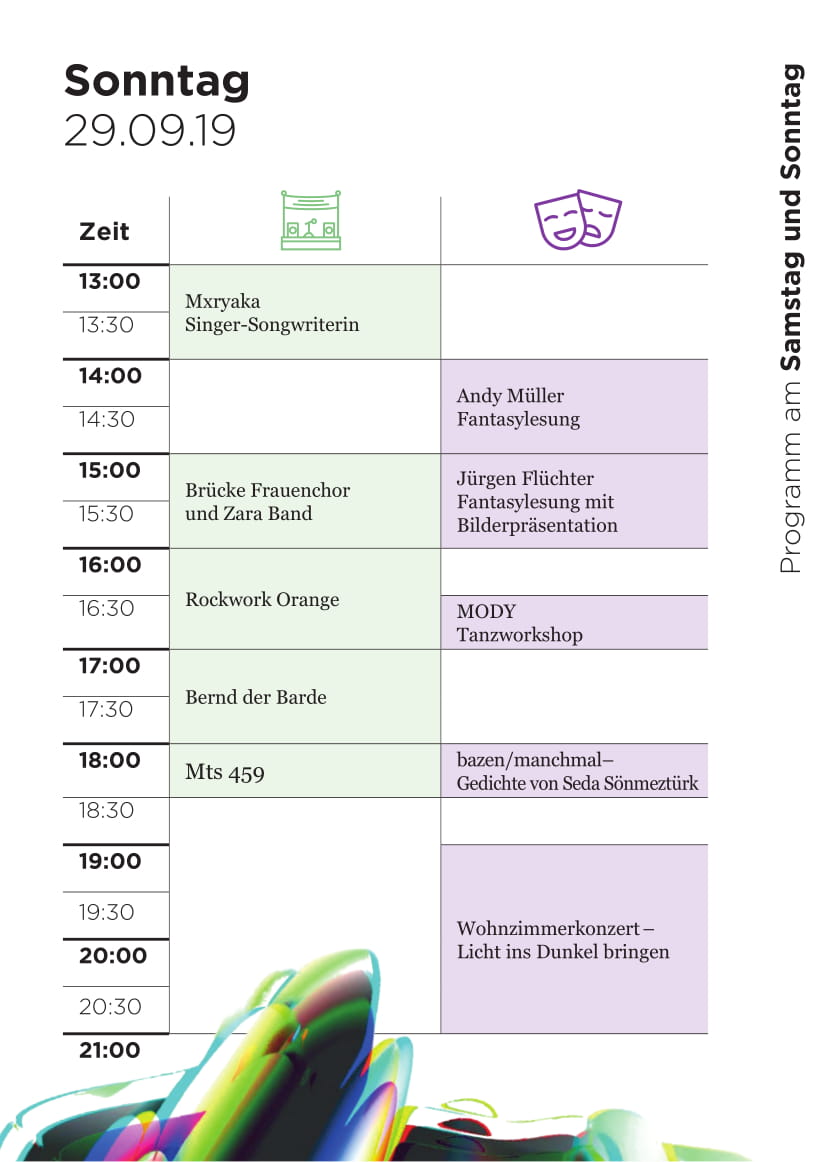 Sonntag
29.09.19
Programm am Samstag und Sonntag
Zeit
13:00
Mxryaka
Singer-Songwriterin
13:30
14:00
Andy Müller
Fantasylesung
14:30
15:00
Brücke Frauenchor
und Zara Band
Jürgen Flüchter
Fantasylesung mit
Bilderpräsentation
15:30
16:00
Rockwork Orange
16:30
MODY
Tanzworkshop
17:00
Bernd der Barde
17:30
18:00
Mts 459
bazen/manchmal–
Gedichte von Seda Sönmeztürk
18:30
19:00
19:30
Wohnzimmerkonzert –
Licht ins Dunkel bringen
20:00
20:30
21:00